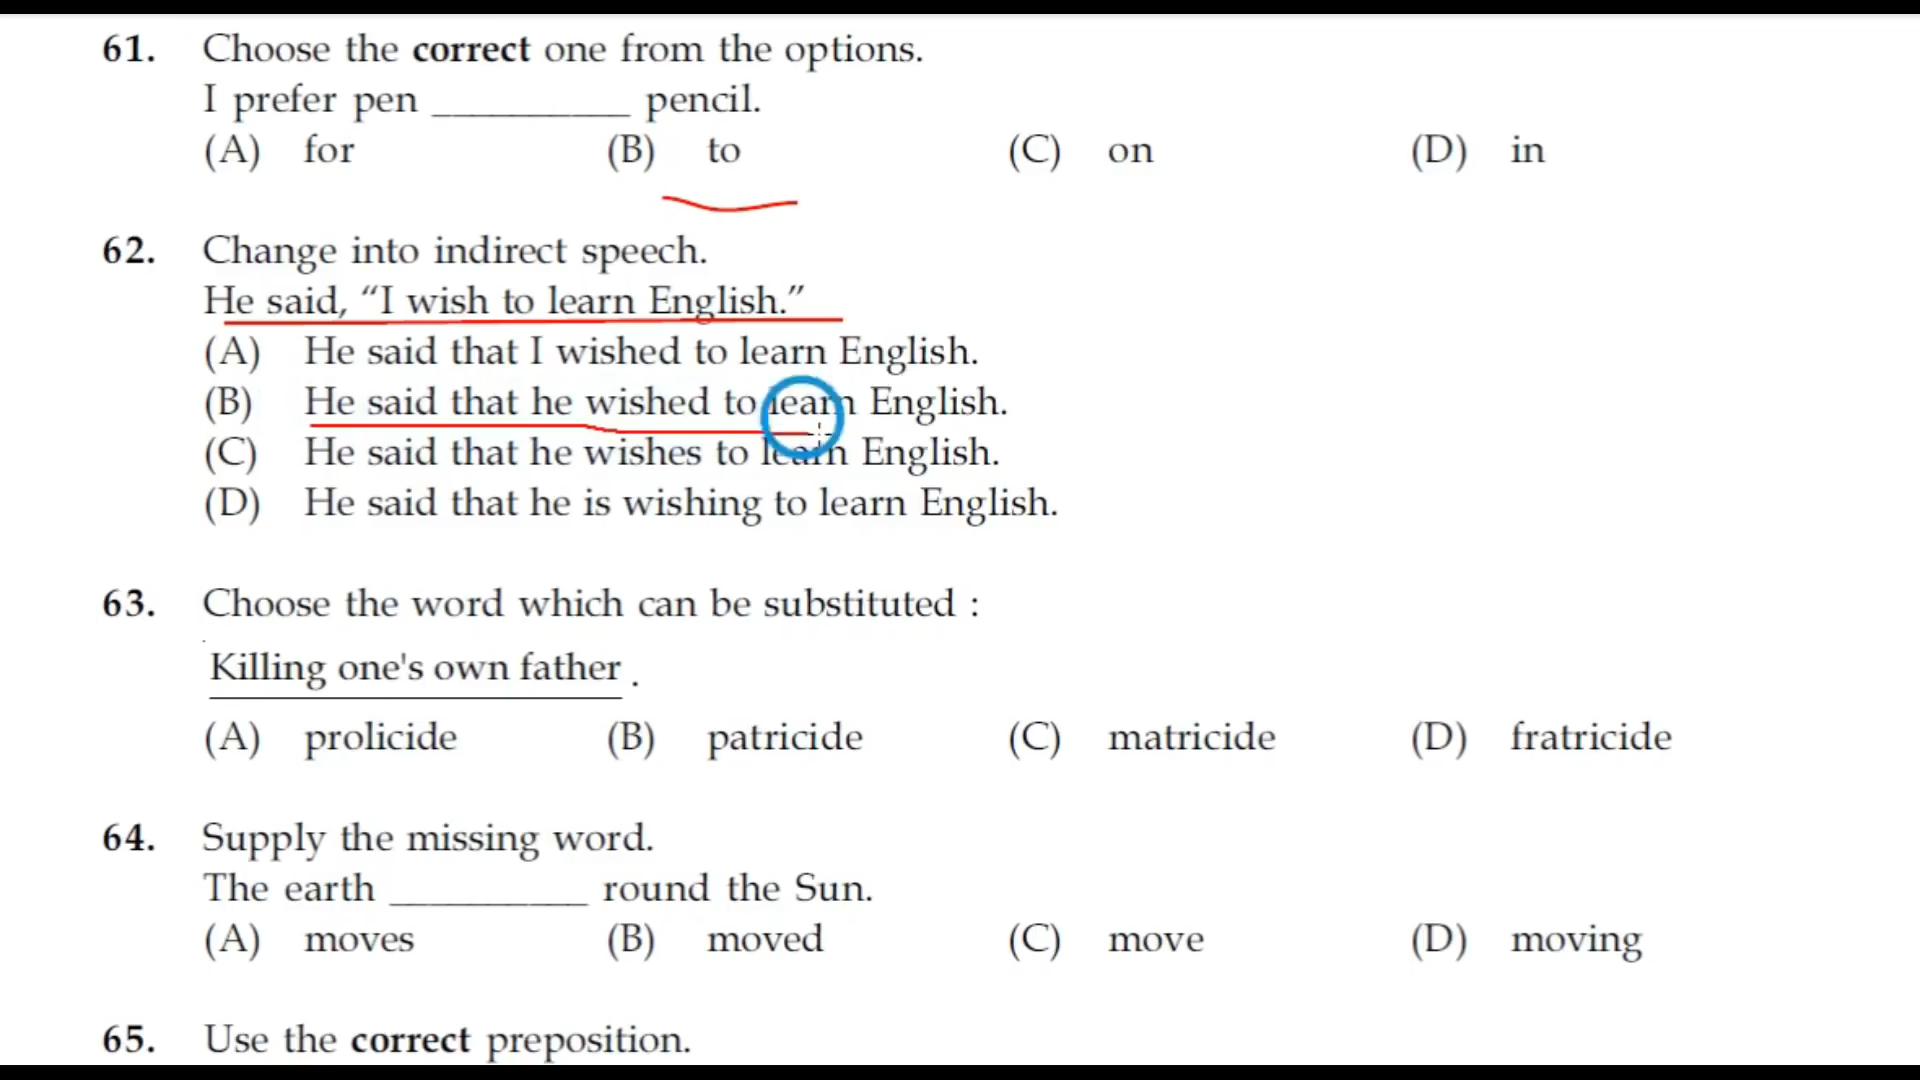 61. Choose the correct one from the options.
I prefer pen __________ pencil.
(A) for (B) to (C) on (D) in
62. Change into indirect speech.
He said, “I wish to learn English.”
(A) He said that I wished to learn English.
(B) He said that he wished to learn English.
(C) He said that he wishes to learn English.
(D) He said that he is wishing to learn English.
63. Choose the word which can be substituted :
Killing one's own father .
(A) prolicide (B) patricide (C) matricide (D) fratricide
64. Supply the missing word.
The earth __________ round the Sun.
(A) moves (B) moved (C) move (D) moving
65. Use the correct preposition.